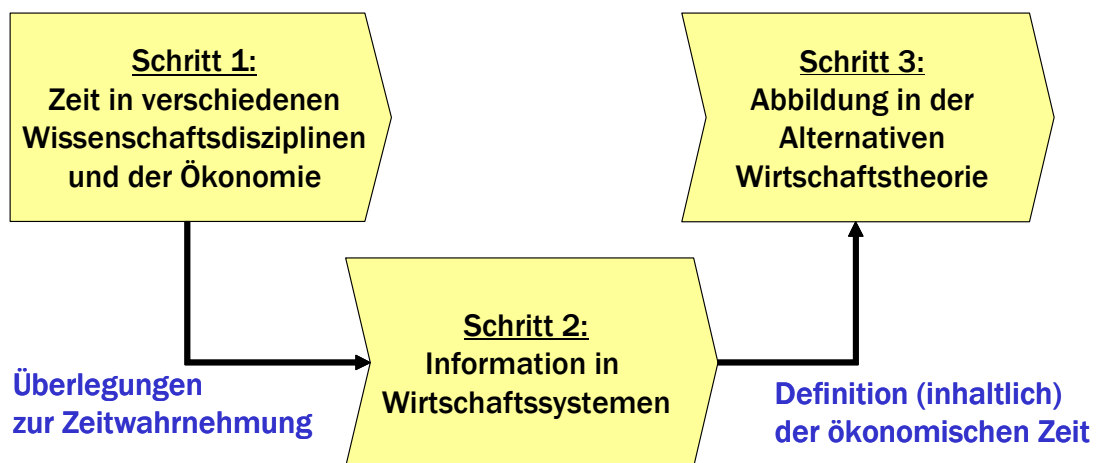 Schritt 1:
Zeit in verschiedenen
Wissenschaftsdisziplinen
und der Ökonomie
Überlegungen
zur Zeitwahrnehmung
Schritt 2:
Information in
Wirtschaftssystemen
Definition (inhaltlich)
der ökonomischen Zeit
Schritt 3:
Abbildung in der
Alternativen
Wirtschaftstheorie